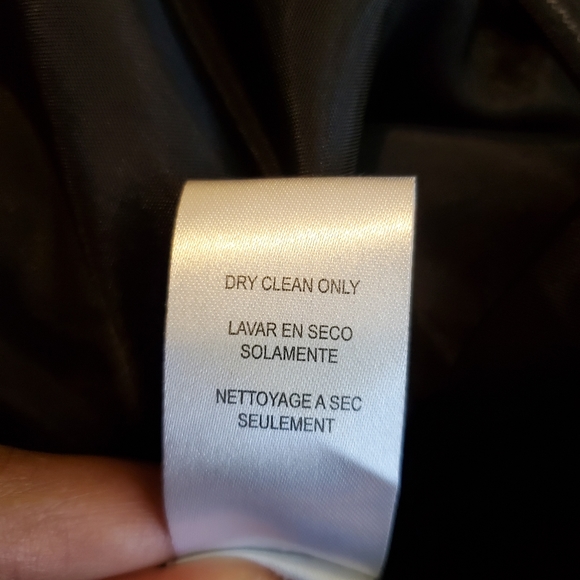 DRY CLEAN ONLY
LAVAR EN SECO
SOLAMENTE
NETTOYAGE A SEC
SEULEMENT